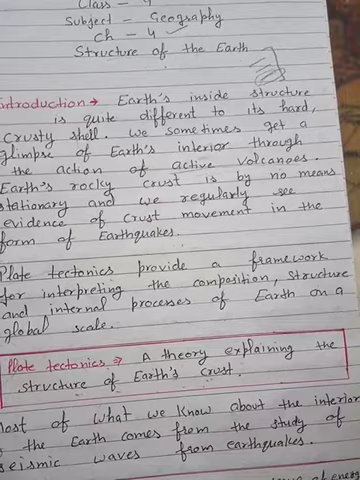 Class - 9
Subject - Geography
Ch - 4
Structure of the Earth
introduction → Earth's inside structure
is quite different to its hard,
crusty shell. we sometimes get a
glimpse of Earth's interior through
the action of active volcanoes.
Earth's rocky crust is by no means
stationary and we regularly see
evidence of crust movement in the
form of Earthquakes.
Plate tectonics provide a framework
for interpreting the composition, structure
and internal processes of Earth on a
global scale.
Plate tectonics → A theory explaining the
structure of Earth's crust.
Most of what we know about the interior
the Earth comes from the study of
seismic waves from earthquakes.
of energy